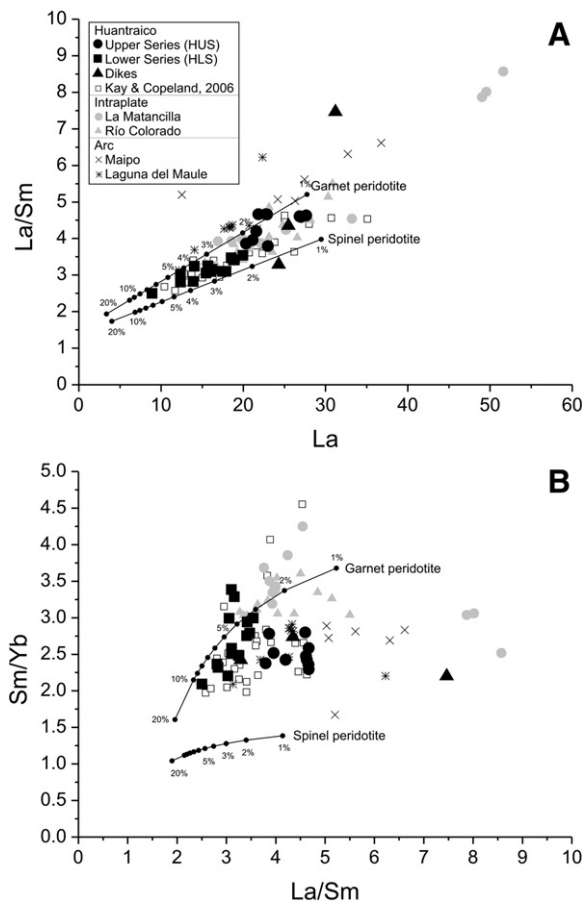 A
Huantraico
Upper Series (HUS)
Lower Series (HLS)
Dikes
Kay & Copeland, 2006
Intraplate
La Matancilla
Río Colorado
Arc
Maipo
Laguna del Maule
La/Sm
10
9
8
7
6
5
4
3
2
1
0
1% Garnet peridotite
2%
3%
4%
5%
10%
20%
Spinel peridotite
1%
2%
3%
4%
5%
10%
20%
0 10 20 30 40 50 60
La
B
Sm/Yb
5.0
4.5
4.0
3.5
3.0
2.5
2.0
1.5
1.0
0.5
0.0
1%
Garnet peridotite
2%
5%
10%
20%
Spinel peridotite
20% 5% 3% 2% 1%
0 1 2 3 4 5 6 7 8 9 10
La/Sm